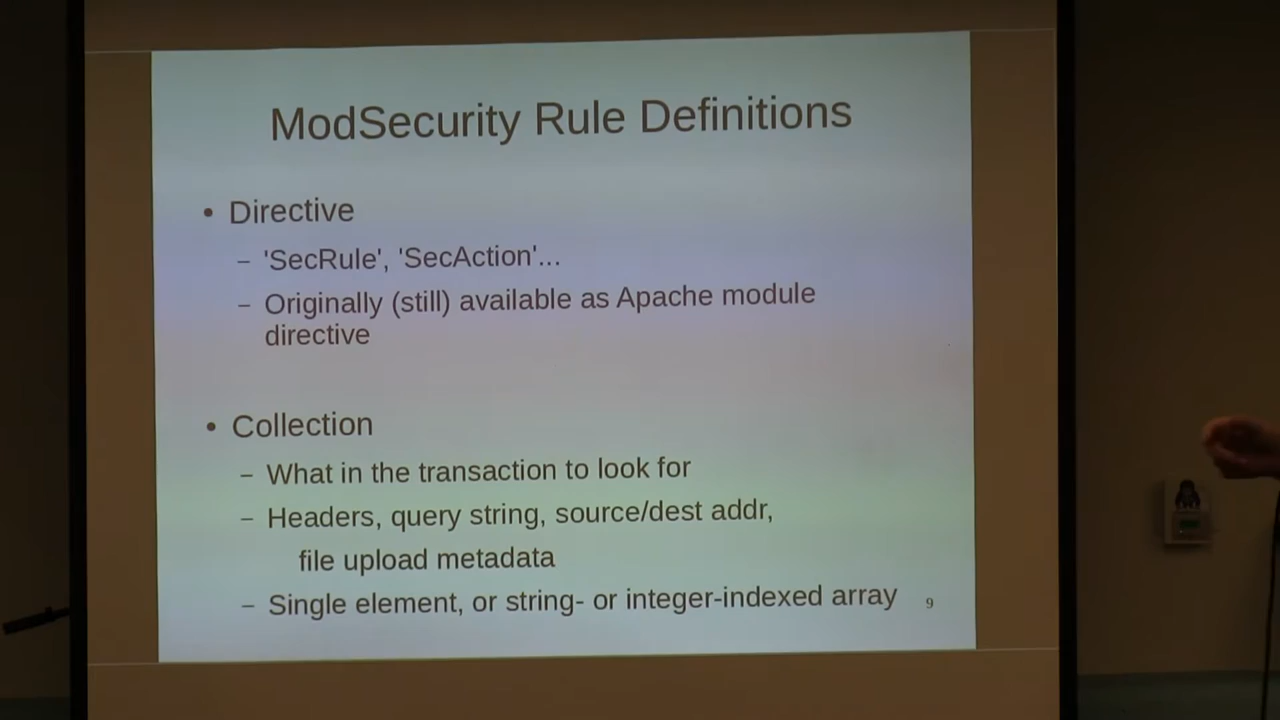 ModSecurity Rule Definitions
• Directive
– 'SecRule', 'SecAction'...
– Originally (still) available as Apache module
directive
• Collection
– What in the transaction to look for
– Headers, query string, source/dest addr,
file upload metadata
– Single element, or string- or integer-indexed array
9